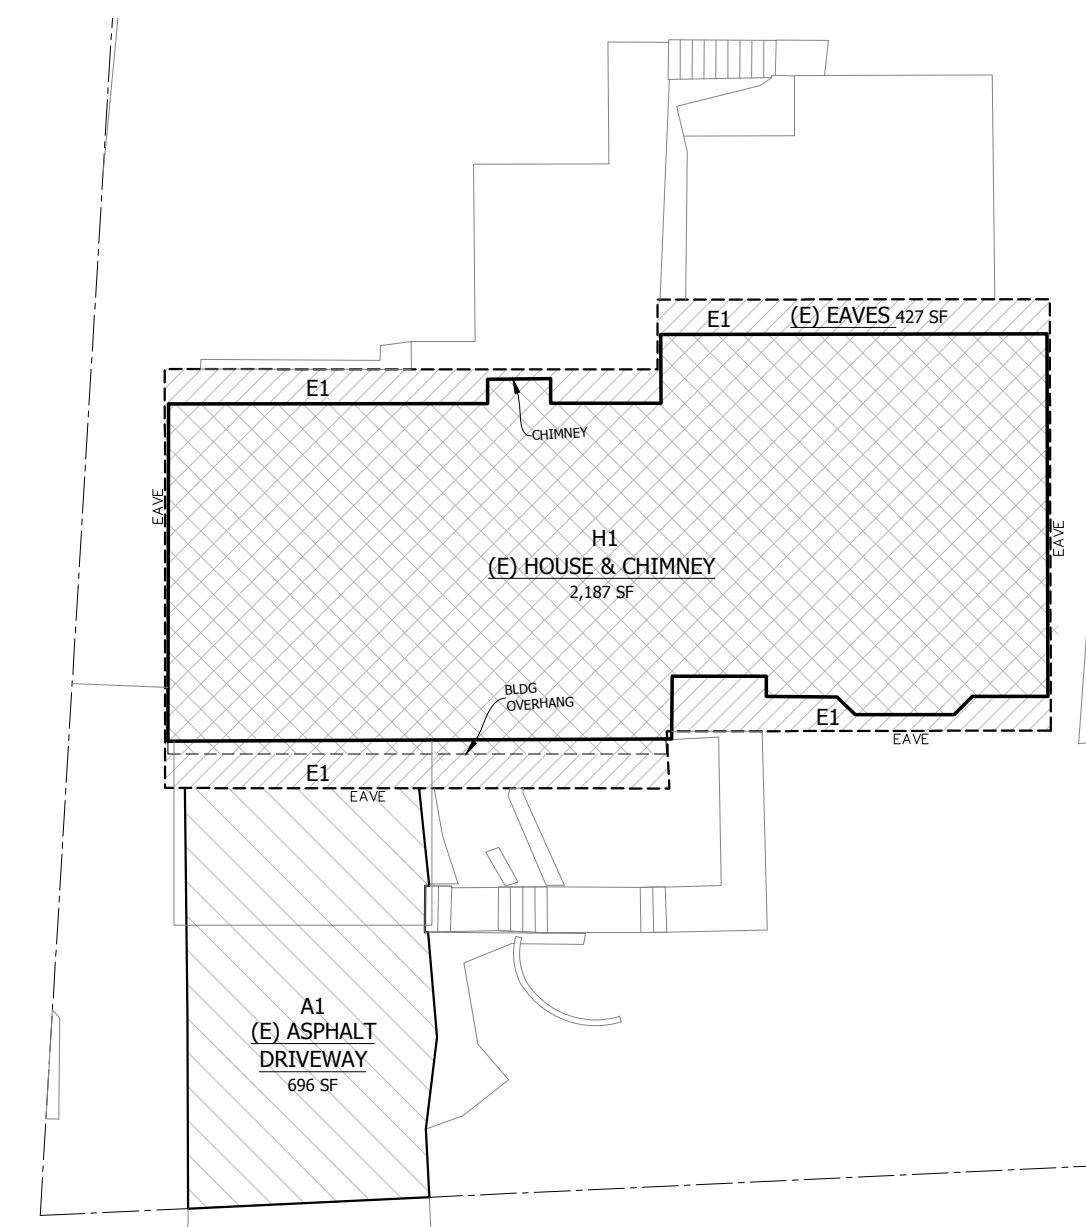 E1
(E) EAVES 427 SF
E1
CHIMNEY
EAVE
EAVE
H1
(E) HOUSE & CHIMNEY
2,187 SF
BLDG
OVERHANG
E1
EAVE
E1
EAVE
A1
(E) ASPHALT
DRIVEWAY
696 SF